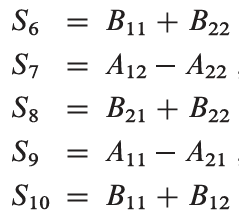 S₆ = B₁₁ + B₂₂
S₇ = A₁₂ − A₂₂ ,
S₈ = B₂₁ + B₂₂
S₉ = A₁₁ − A₂₁ ,
S₁₀ = B₁₁ + B₁₂